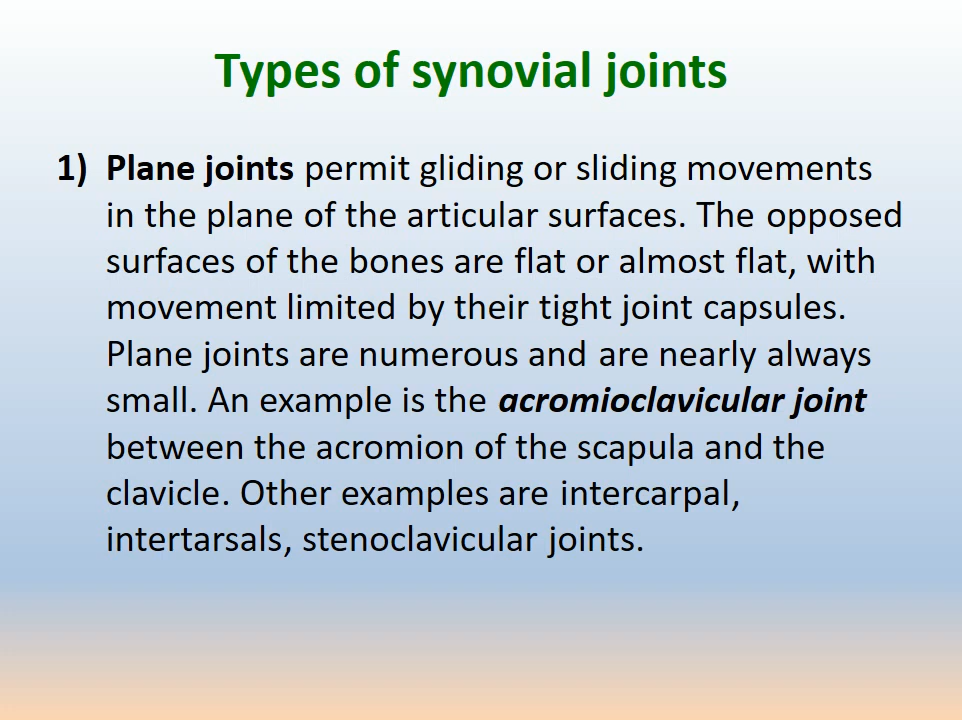 Types of synovial joints
1) Plane joints permit gliding or sliding movements
in the plane of the articular surfaces. The opposed
surfaces of the bones are flat or almost flat, with
movement limited by their tight joint capsules.
Plane joints are numerous and are nearly always
small. An example is the acromioclavicular joint
between the acromion of the scapula and the
clavicle. Other examples are intercarpal,
intertarsals, stenoclavicular joints.